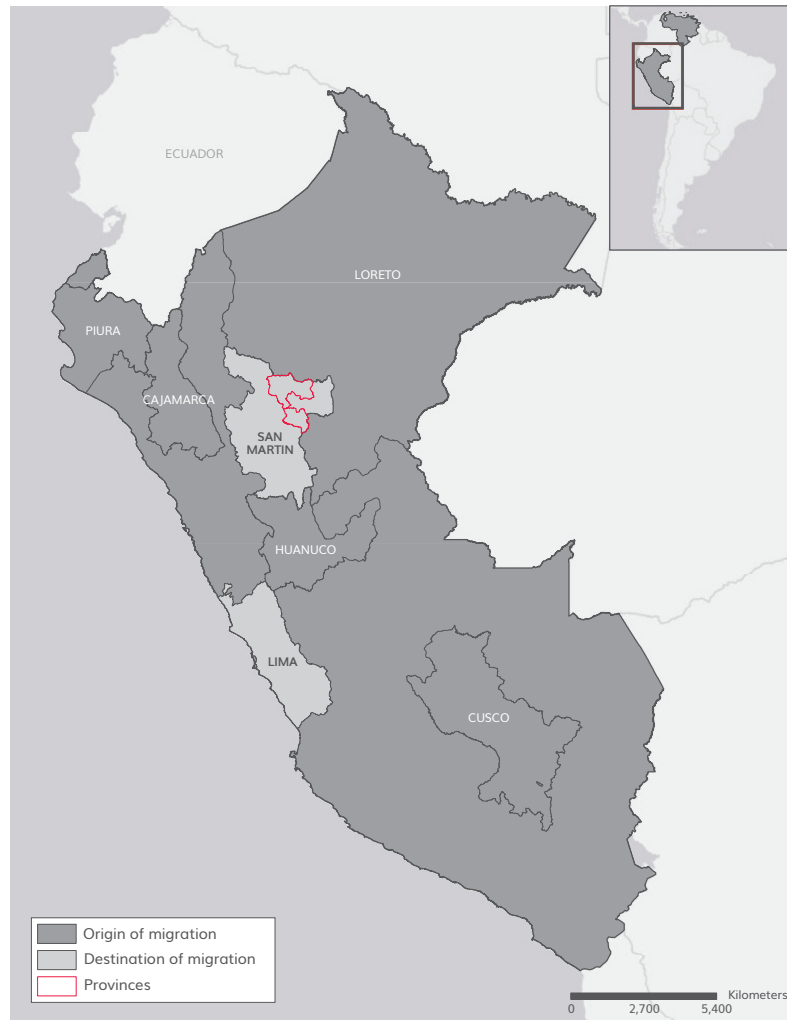 ECUADOR
LORETO
PIURA
CAJAMARCA
SAN
MARTIN
HUANUCO
LIMA
CUSCO
Origin of migration
Destination of migration
Provinces
Kilometers
0 2,700 5,400